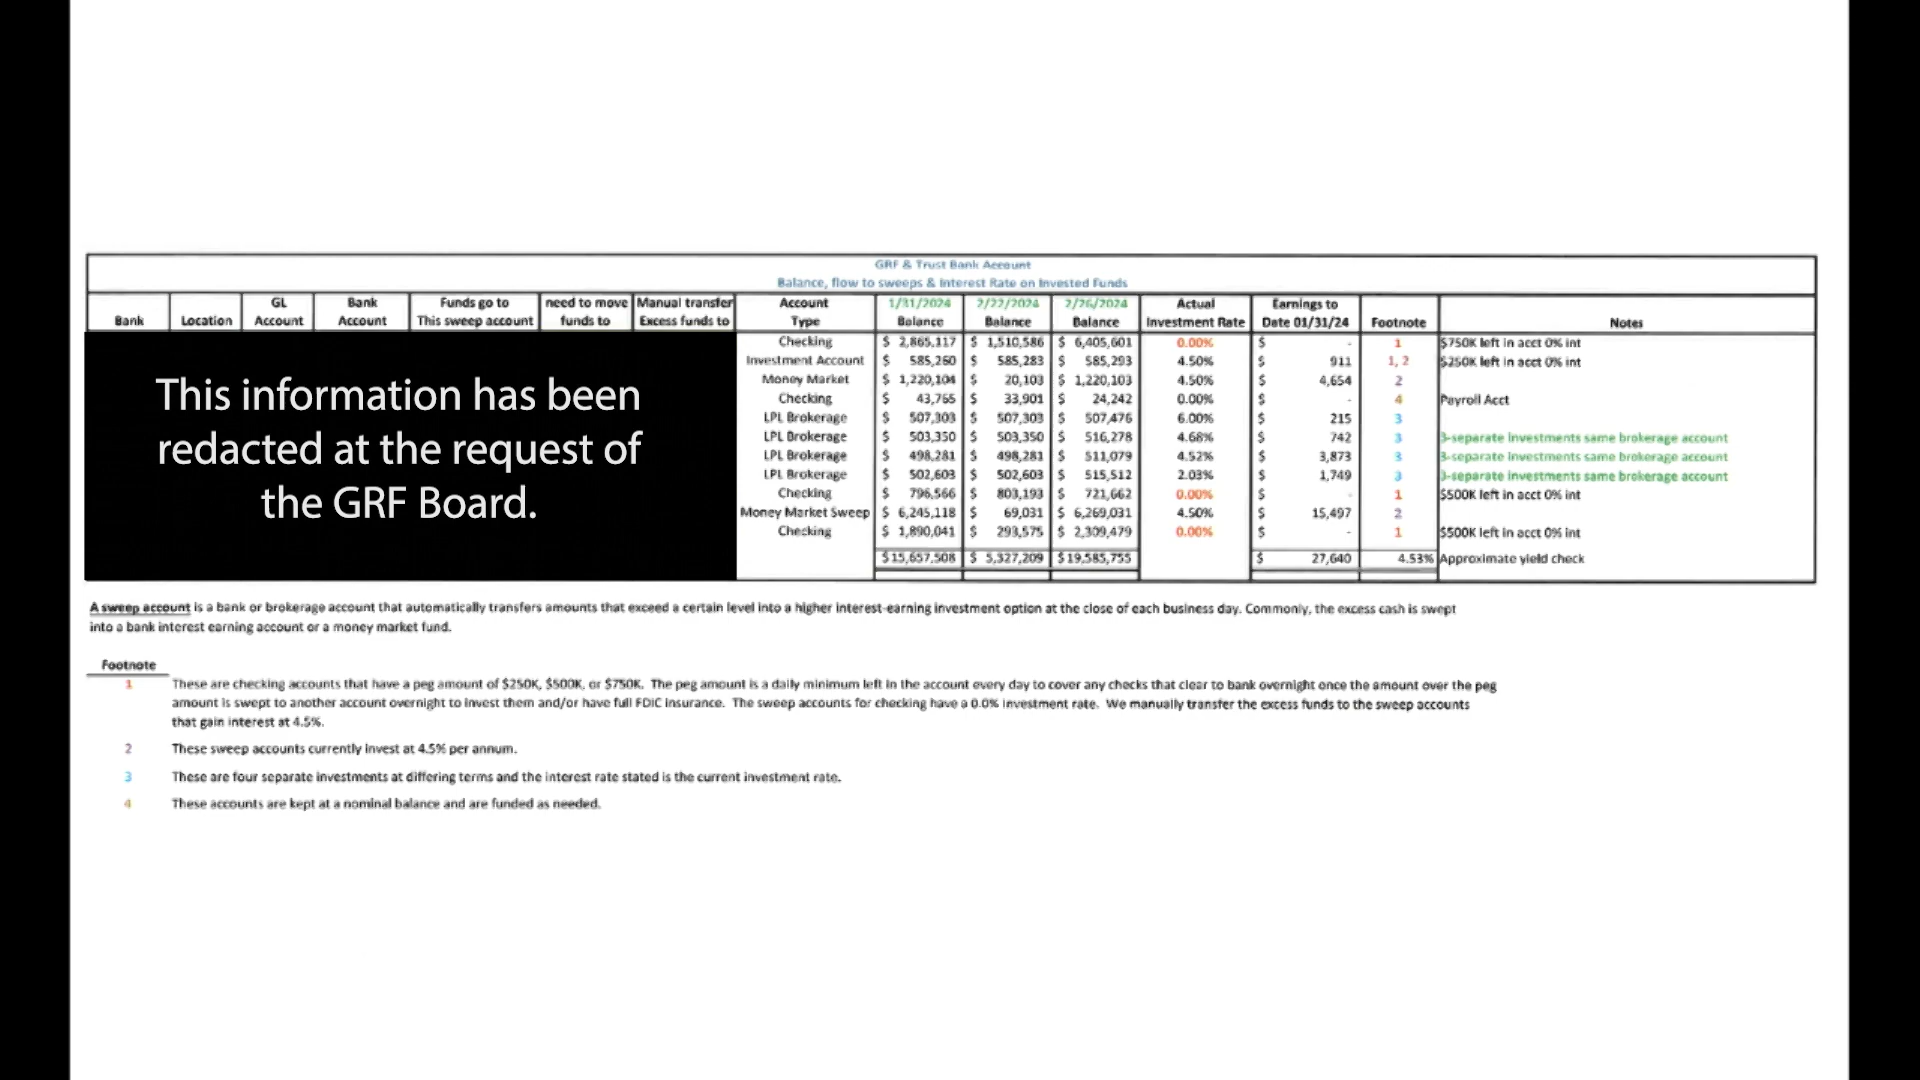 GRF & Trust Bank Account
Balance, flow to sweeps & Interest Rate on Invested Funds
Bank Location GL Account Bank Account Funds go to This sweep account need to move funds to Manual transfer Excess funds to Account Type 1/31/2024 Balance 2/22/2024 Balance 2/26/2024 Balance Actual Investment Rate Earnings to Date 01/31/24 Footnote Notes
Checking $ 2,865,117 $ 1,510,586 $ 6,405,601 0.00% $ - 1 $750K left in acct 0% int
Investment Account $ 585,260 $ 585,283 $ 585,293 4.50% $ 911 1, 2 $250K left in acct 0% int
Money Market $ 1,220,104 $ 20,103 $ 1,220,103 4.50% $ 4,654 2
Checking $ 43,765 $ 33,901 $ 24,242 0.00% $ - 4 Payroll Acct
LPL Brokerage $ 507,303 $ 507,303 $ 507,476 6.00% $ 215 3
LPL Brokerage $ 503,350 $ 503,350 $ 516,278 4.68% $ 742 3 3-separate investments same brokerage account
LPL Brokerage $ 498,281 $ 498,281 $ 511,079 4.52% $ 3,873 3 3-separate investments same brokerage account
LPL Brokerage $ 502,603 $ 502,603 $ 515,512 2.03% $ 1,749 3 3-separate investments same brokerage account
Checking $ 796,566 $ 803,193 $ 721,662 0.00% $ - 1 $500K left in acct 0% int
Money Market Sweep $ 6,245,118 $ 69,031 $ 6,269,031 4.50% $ 15,497 2
Checking $ 1,890,041 $ 293,575 $ 2,309,479 0.00% $ - 1 $500K left in acct 0% int
$15,657,508 $ 5,327,209 $19,585,755 $ 27,640 4.53% Approximate yield check
This information has been
redacted at the request of
the GRF Board.
A sweep account is a bank or brokerage account that automatically transfers amounts that exceed a certain level into a higher interest-earning investment option at the close of each business day. Commonly, the excess cash is swept
into a bank interest earning account or a money market fund.
Footnote
1 These are checking accounts that have a peg amount of $250K, $500K, or $750K. The peg amount is a daily minimum left in the account every day to cover any checks that clear to bank overnight once the amount over the peg
amount is swept to another account overnight to invest them and/or have full FDIC insurance. The sweep accounts for checking have a 0.0% investment rate. We manually transfer the excess funds to the sweep accounts
that gain interest at 4.5%.
2 These sweep accounts currently invest at 4.5% per annum.
3 These are four separate investments at differing terms and the interest rate stated is the current investment rate.
4 These accounts are kept at a nominal balance and are funded as needed.